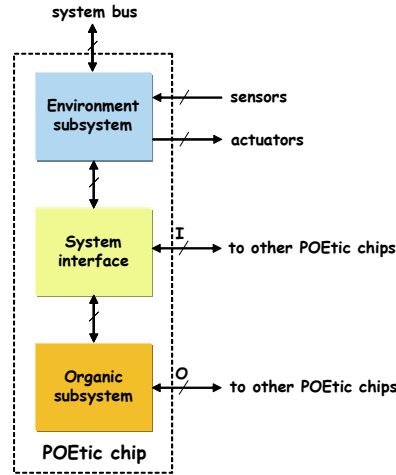 system bus
Environment
subsystem
sensors
actuators
System
interface
I
to other POEtic chips
Organic
subsystem
O
to other POEtic chips
POEtic chip